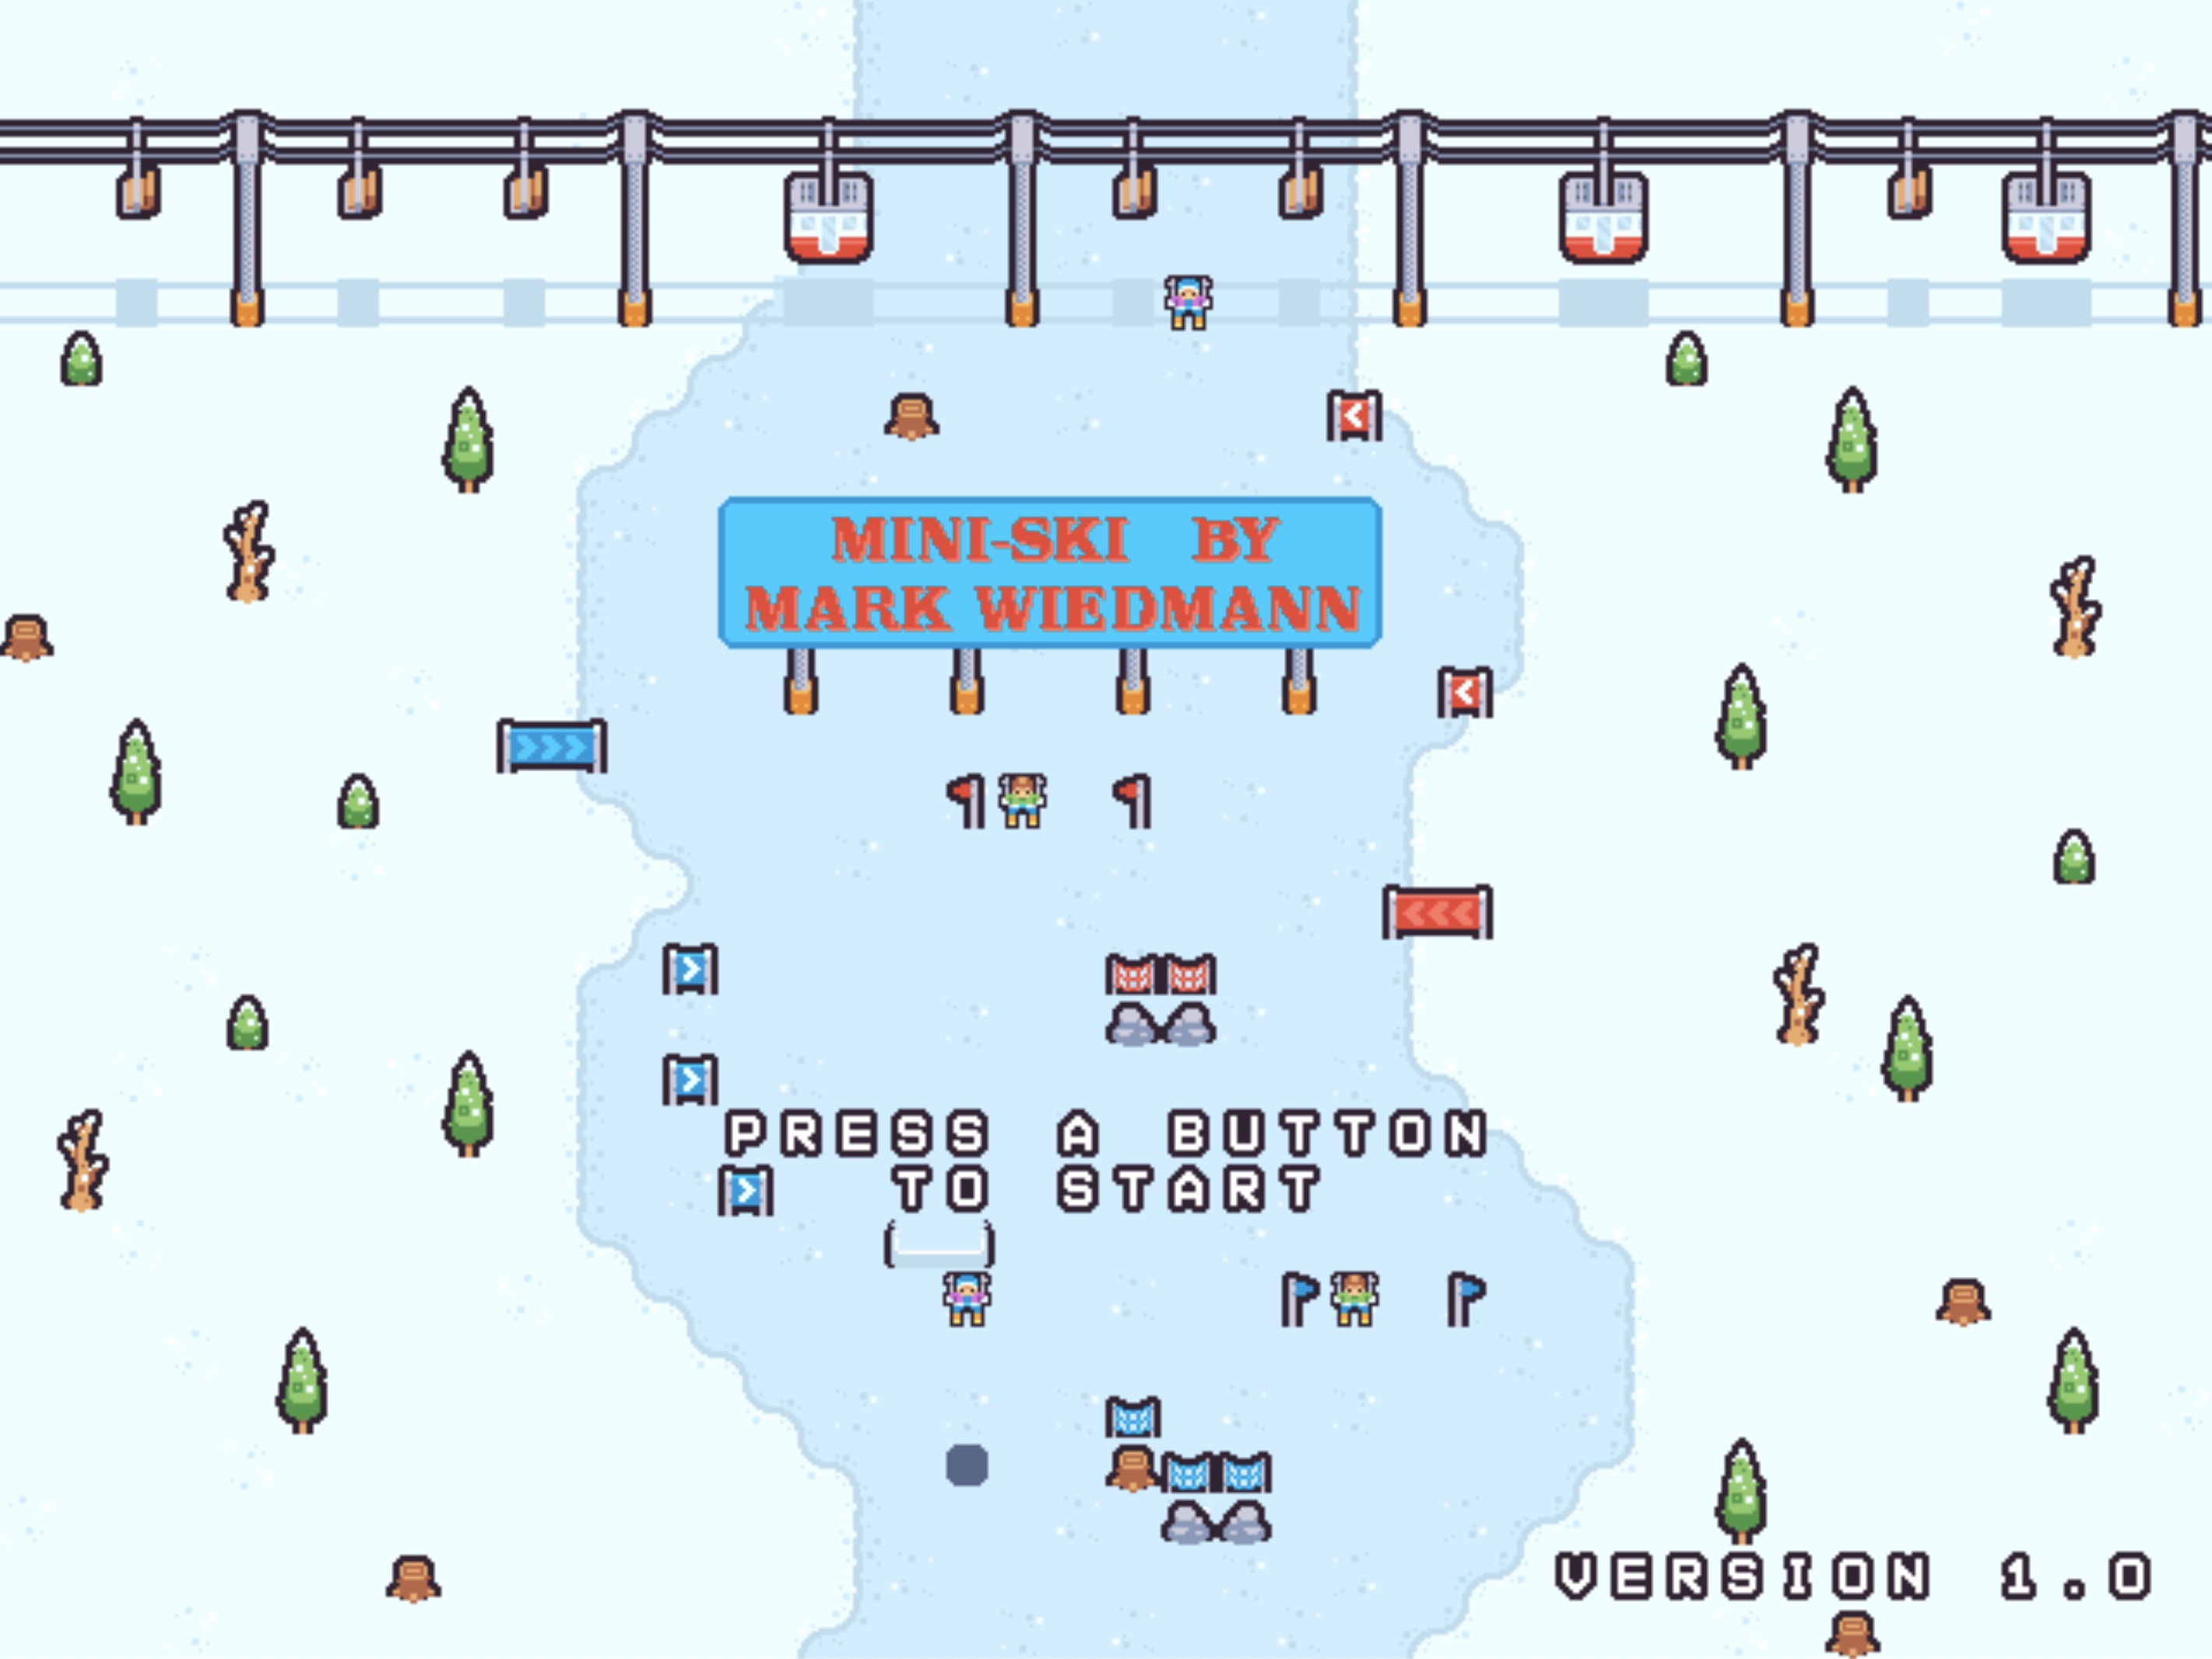 MINI-SKI BY
MARK WIEDMANN
PRESS A BUTTON
TO START
VERSION 1.0